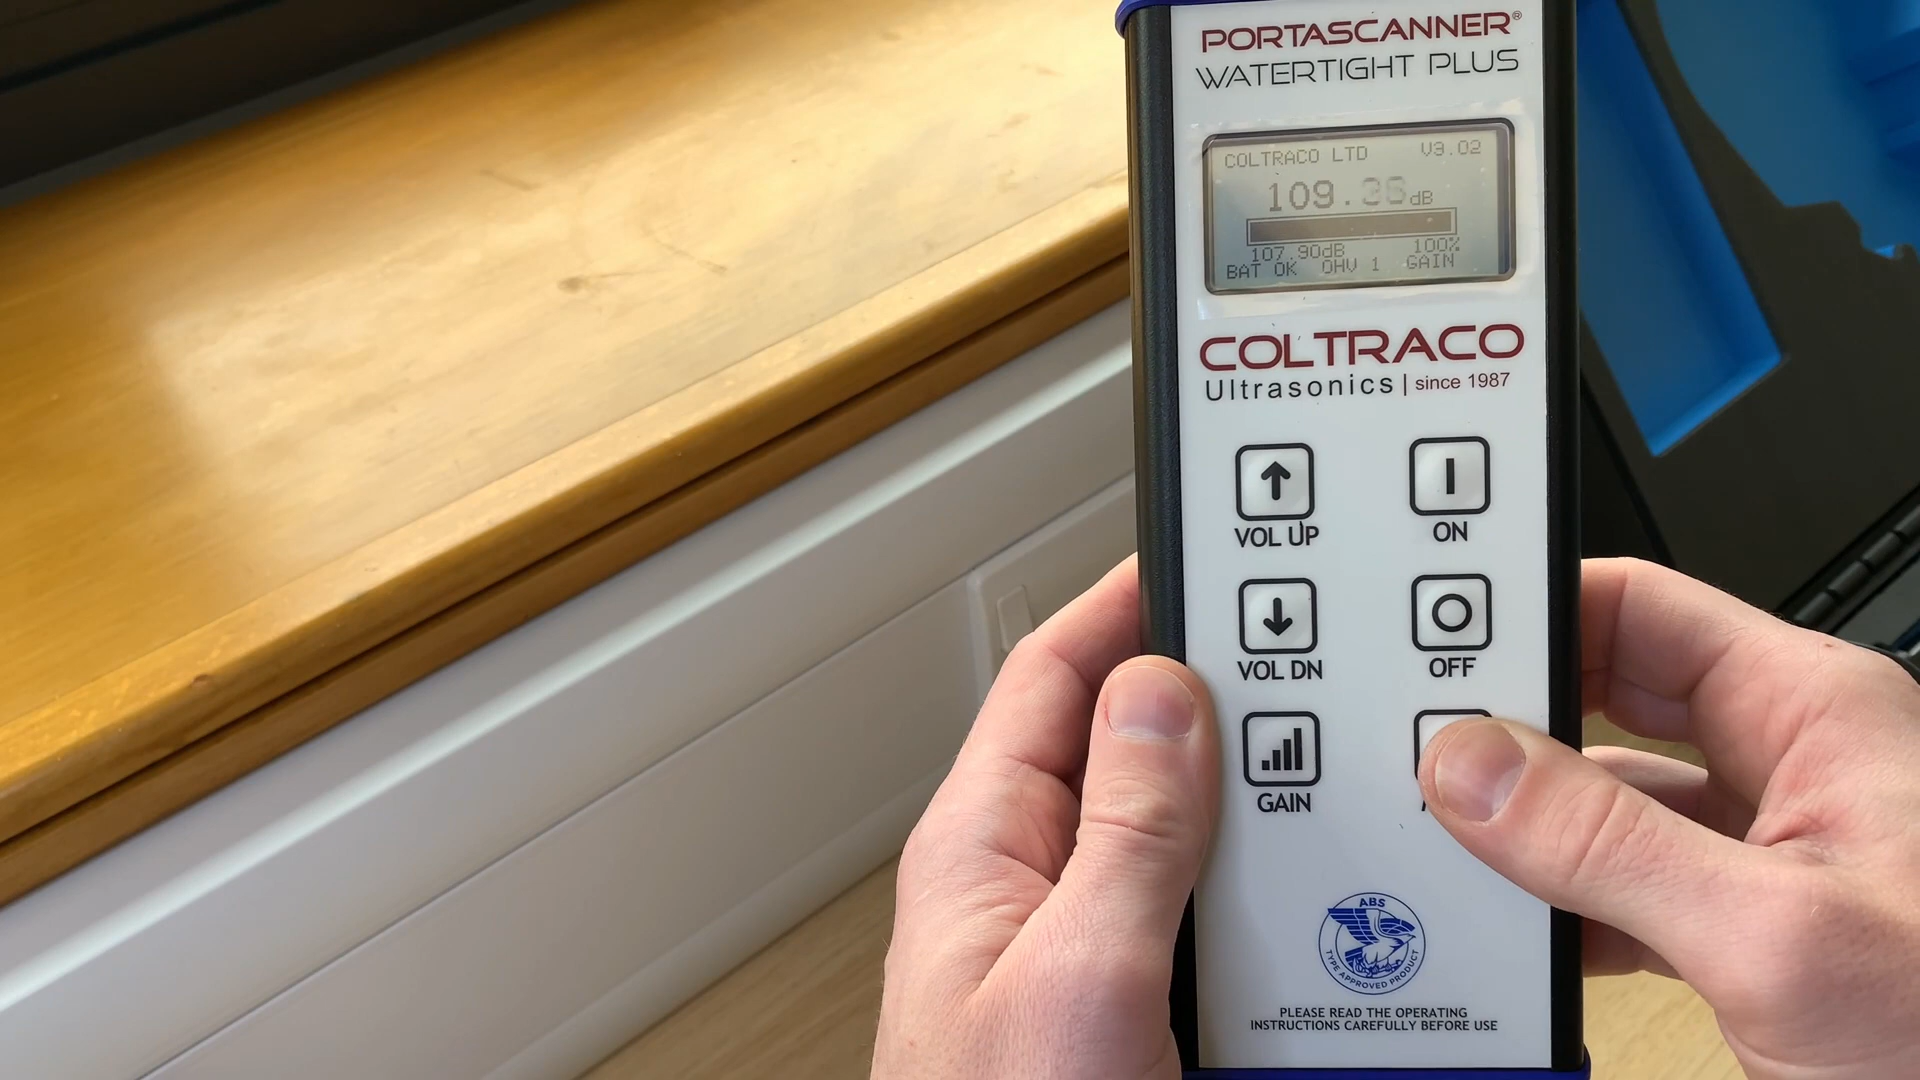 PORTASCANNER®
WATERTIGHT PLUS
COLTRACO LTD V3.02
109. dB
107.90dB 100%
BAT OK OHV 1 GAIN
COLTRACO
Ultrasonics | since 1987
VOL UP ON
VOL DN OFF
GAIN
ABS
TYPE APPROVED PRODUCT
PLEASE READ THE OPERATING
INSTRUCTIONS CAREFULLY BEFORE USE